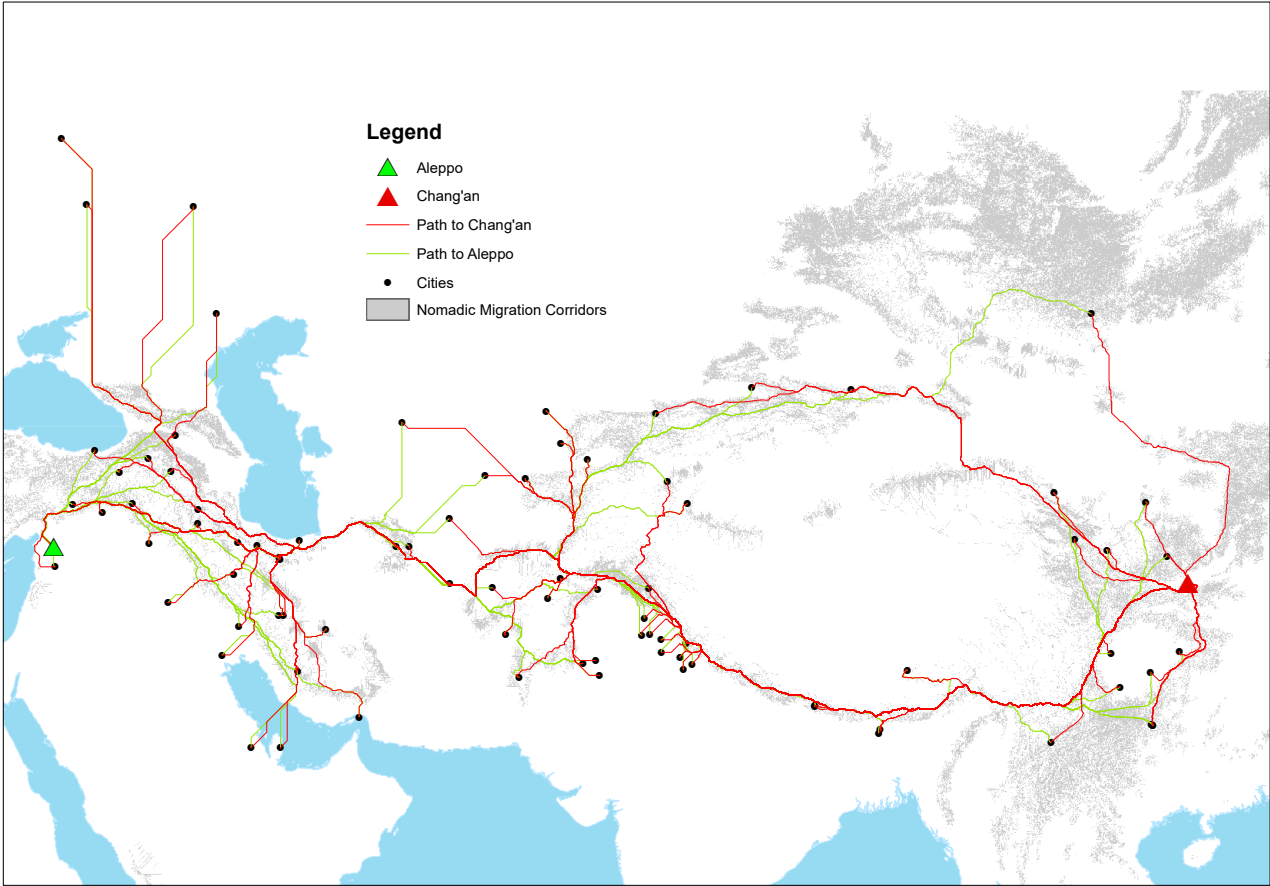 Legend
Aleppo
Chang'an
Path to Chang'an
Path to Aleppo
Cities
Nomadic Migration Corridors